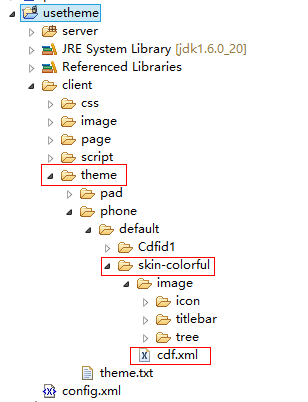 usetheme
server
JRE System Library [jdk1.6.0_20]
Referenced Libraries
client
css
image
page
script
theme
pad
phone
default
Cdfid1
skin-colorful
image
icon
titlebar
tree
cdf.xml
theme.txt
config.xml